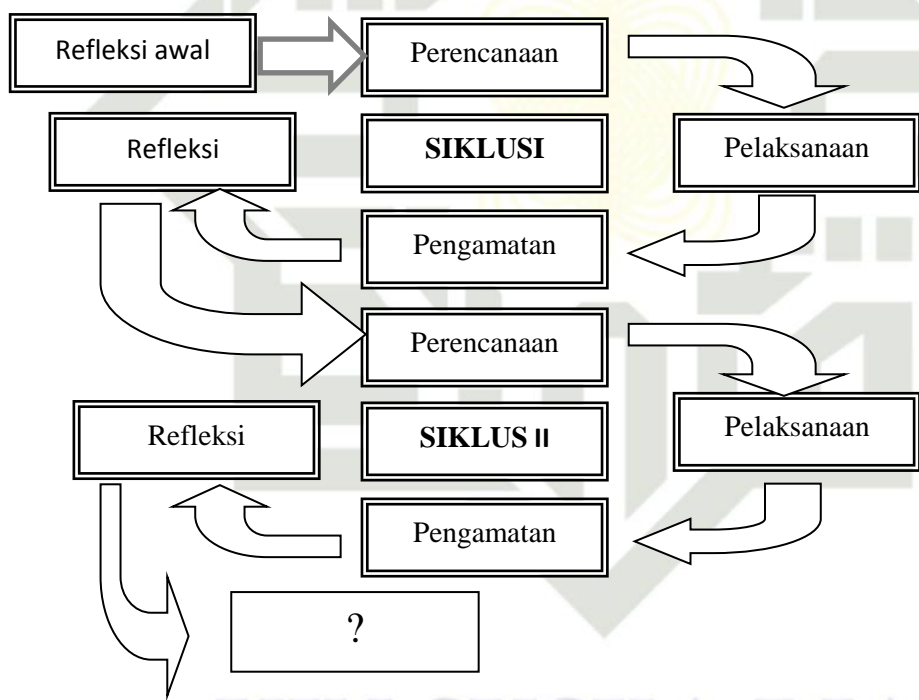 Refleksi awal
Perencanaan
Refleksi
SIKLUSI
Pelaksanaan
Pengamatan
Perencanaan
Refleksi
SIKLUS II
Pelaksanaan
Pengamatan
?